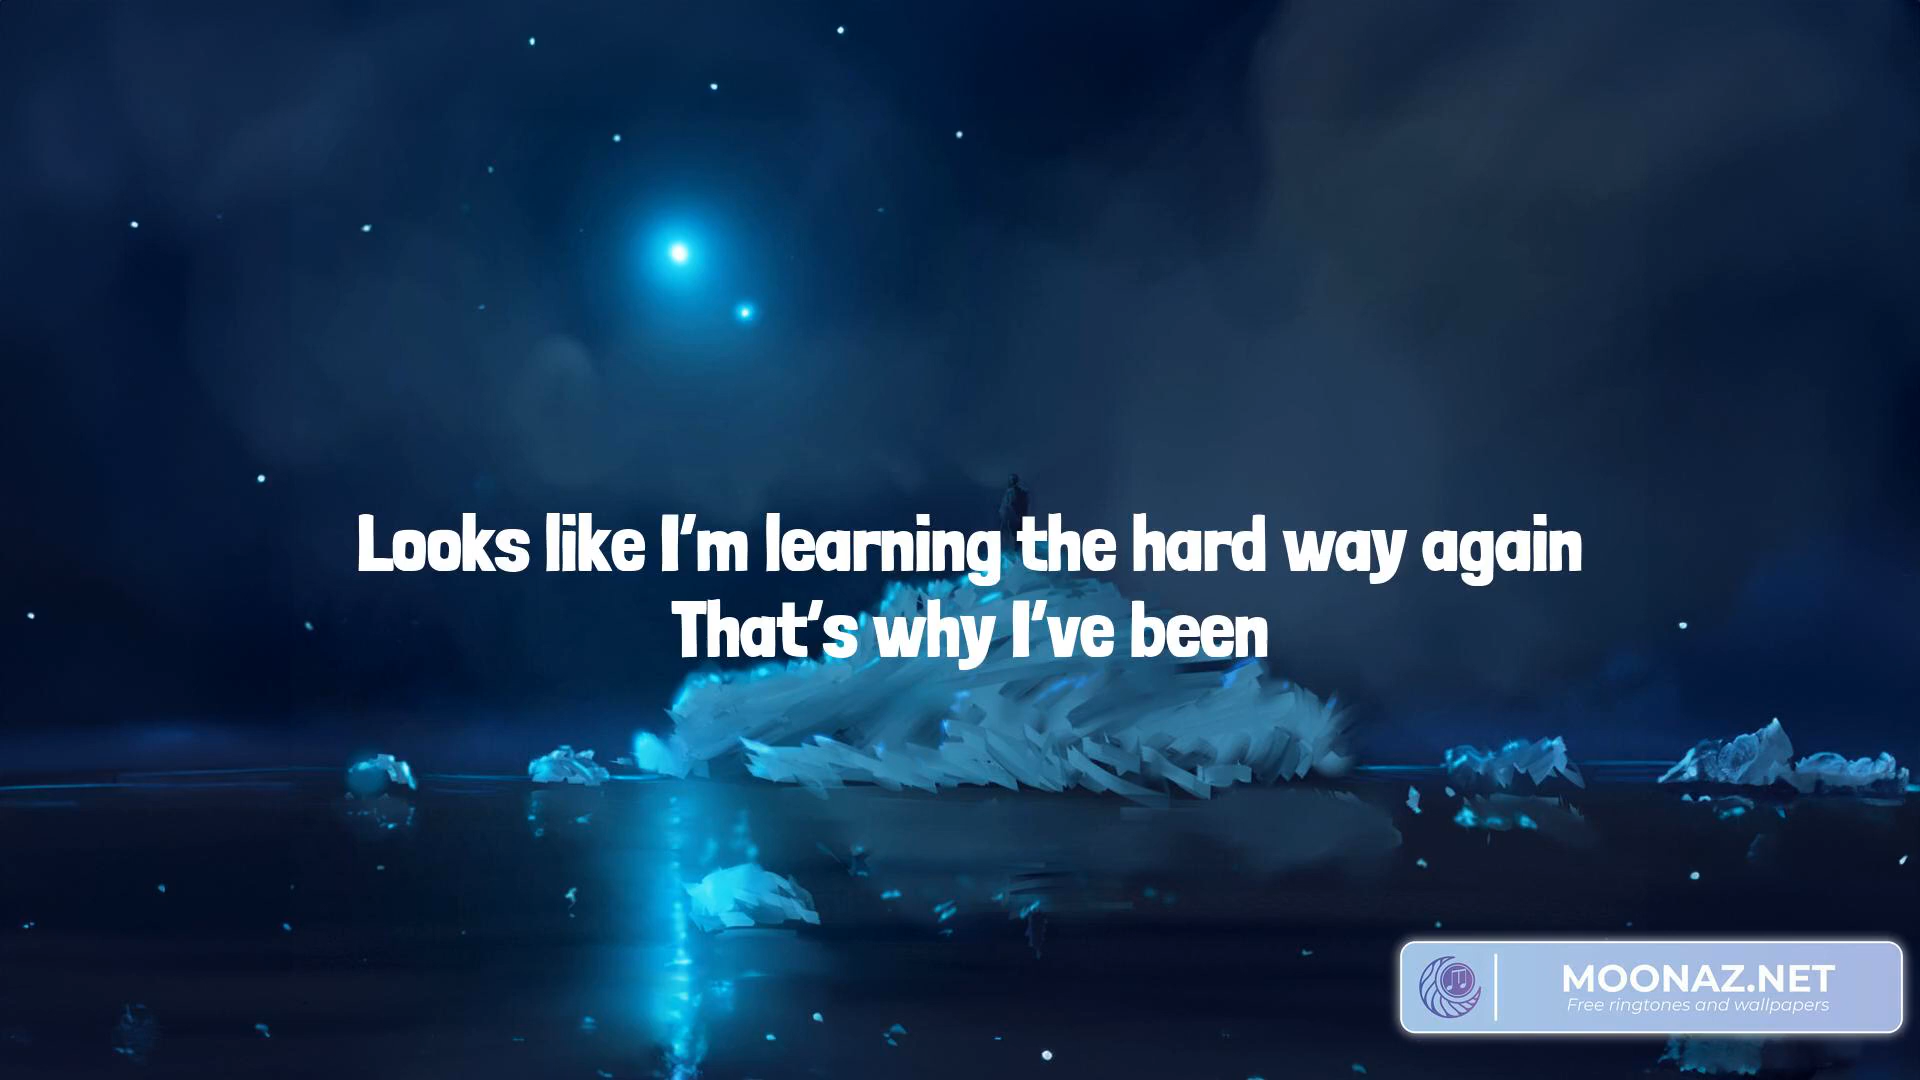 Looks like I'm learning the hard way again
That's why I've been
MOONAZ.NET
Free ringtones and wallpapers